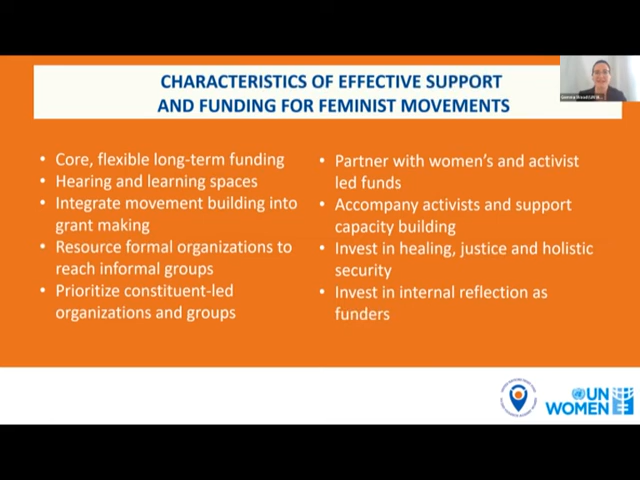 CHARACTERISTICS OF EFFECTIVE SUPPORT
AND FUNDING FOR FEMINIST MOVEMENTS
• Core, flexible long-term funding
• Hearing and learning spaces
• Integrate movement building into
grant making
• Resource formal organizations to
reach informal groups
• Prioritize constituent-led
organizations and groups
• Partner with women's and activist
led funds
• Accompany activists and support
capacity building
• Invest in healing, justice and holistic
security
• Invest in internal reflection as
funders
UN
WOMEN